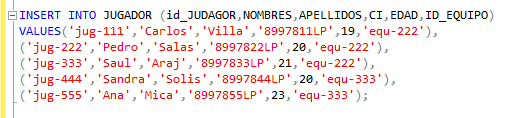 INSERT INTO JUGADOR (id_JUDAGOR,NOMBRES,APELLIDOS,CI,EDAD,ID_EQUIPO)
VALUES('jug-111','Carlos','Villa','8997811LP',19,'equ-222'),
('jug-222','Pedro','Salas','8997822LP',20,'equ-222'),
('jug-333','Saul','Araj','8997833LP',21,'equ-222'),
('jug-444','Sandra','Solis','8997844LP',20,'equ-333'),
('jug-555','Ana','Mica','8997855LP',23,'equ-333');